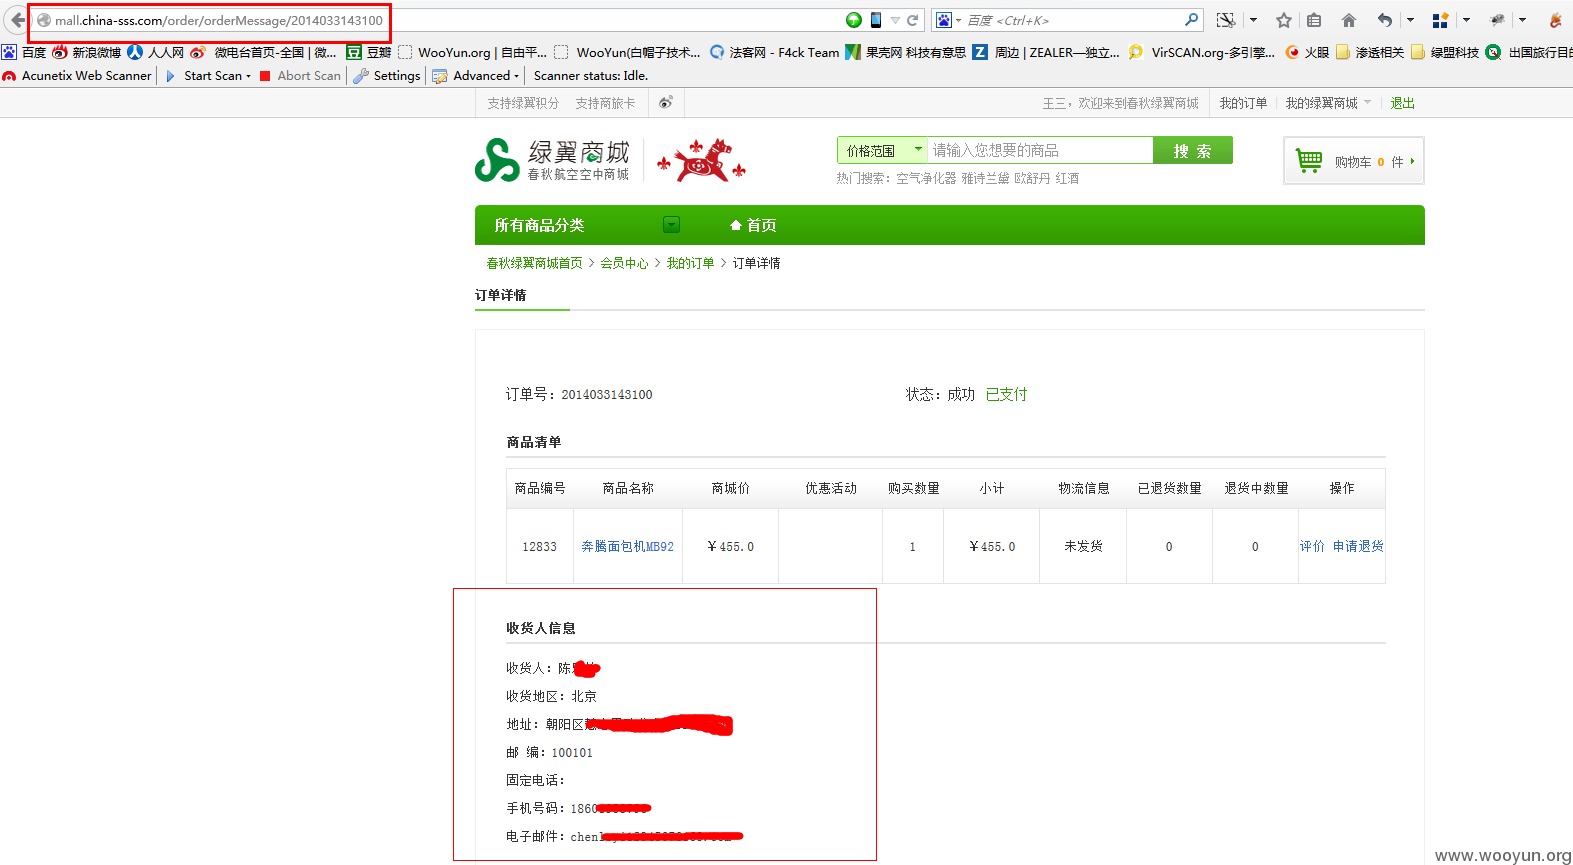 mall.china-sss.com/order/orderMessage/2014033143100
百度 <Ctrl+K>
百度 新浪微博 人人网 微电台首页-全国 | 微... 豆瓣 WooYun.org | 自由平... WooYun(白帽子技术... 法客网 - F4ck Team 果壳网 科技有意思 周边 | ZEALER—独立... VirSCAN.org-多引擎... 火眼 渗透相关 绿盟科技 出国旅行目的
Acunetix Web Scanner Start Scan Abort Scan Settings Advanced Scanner status: Idle.
支持绿翼积分 支持商旅卡 王三，欢迎来到春秋绿翼商城 我的订单 我的绿翼商城 退出
绿翼商城
春秋航空空中商城
价格范围 请输入您想要的商品 搜 索
购物车 0 件
热门搜索：空气净化器 雅诗兰黛 欧舒丹 红酒
所有商品分类 首页
春秋绿翼商城首页 > 会员中心 > 我的订单 > 订单详情
订单详情
订单号：2014033143100 状态：成功 已支付
商品清单
商品编号 商品名称 商城价 优惠活动 购买数量 小计 物流信息 已退货数量 退货中数量 操作
12833 奔腾面包机MB92 ￥455.0 1 ￥455.0 未发货 0 0 评价 申请退货
收货人信息
收货人：陈
收货地区：北京
地址：朝阳区
邮 编：100101
固定电话：
手机号码：1860
电子邮件：chen
www.wooyun.org